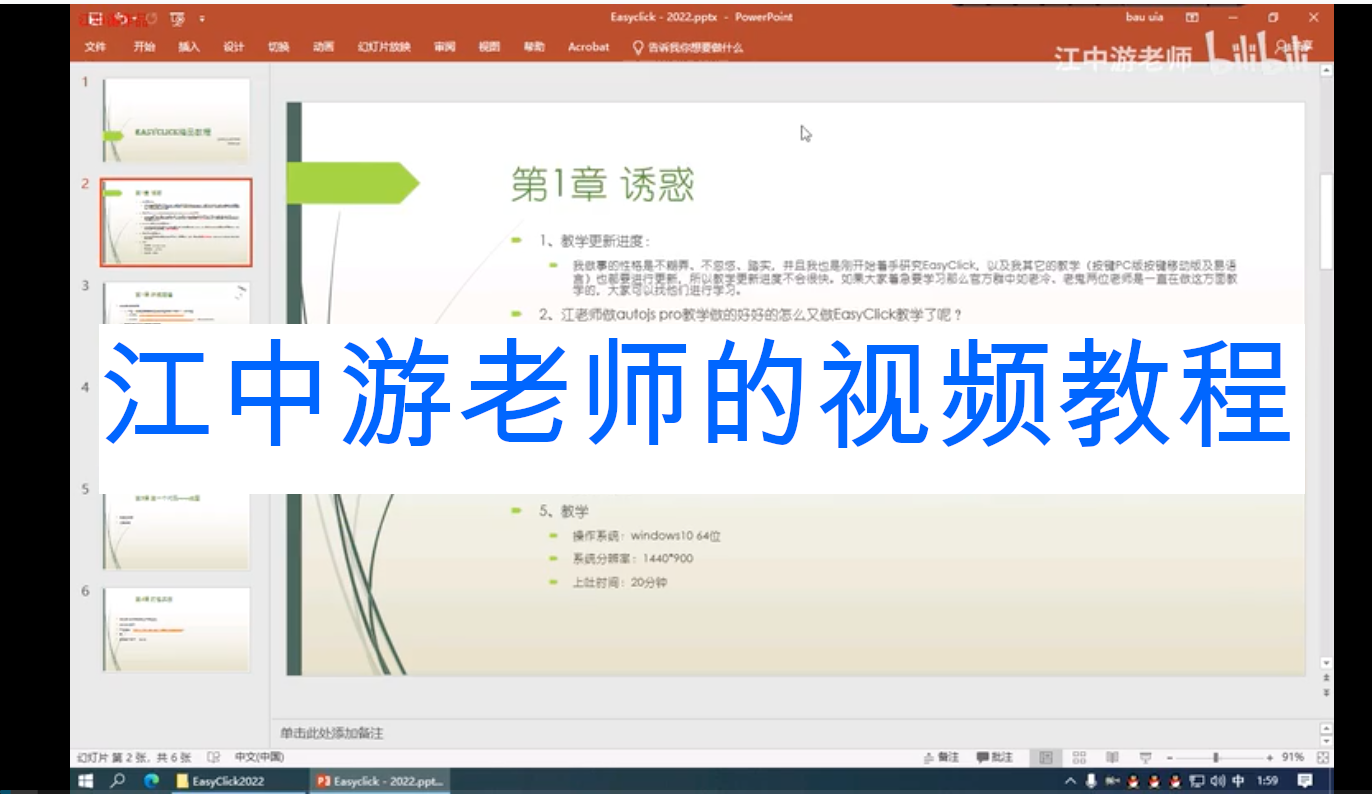 Easyclick - 2022.pptx - PowerPoint
bau uia
文件 开始 插入 设计 切换 动画 幻灯片放映 审阅 视图 帮助 Acrobat 告诉我你想要做什么
江中游老师 bilibili
1
EASYCLICK精品教程
2
3
4
5
6
第1章 诱惑
1、教学更新进度：
我做事的性格是不糊弄、不忽悠、踏实，并且我也是刚开始着手研究EasyClick，以及我其它的教学（按键PC版按键移动版及易语
言）也都要进行更新，所以教学更新进度不会很快。如果大家着急要学习那么官方群中如老冷、老鬼两位老师是一直在做这方面教
学的，大家可以找他们进行学习。
2、江老师做autojs pro教学做的好好的怎么又做EasyClick教学了呢？
江中游老师的视频教程
5、教学
操作系统：windows10 64位
系统分辨率：1440*900
上吐时间：20分钟
单击此处添加备注
幻灯片 第 2 张，共 6 张 中文(中国)
备注 批注
91%
EasyClick2022
Easyclick - 2022.ppt...
中 1:59